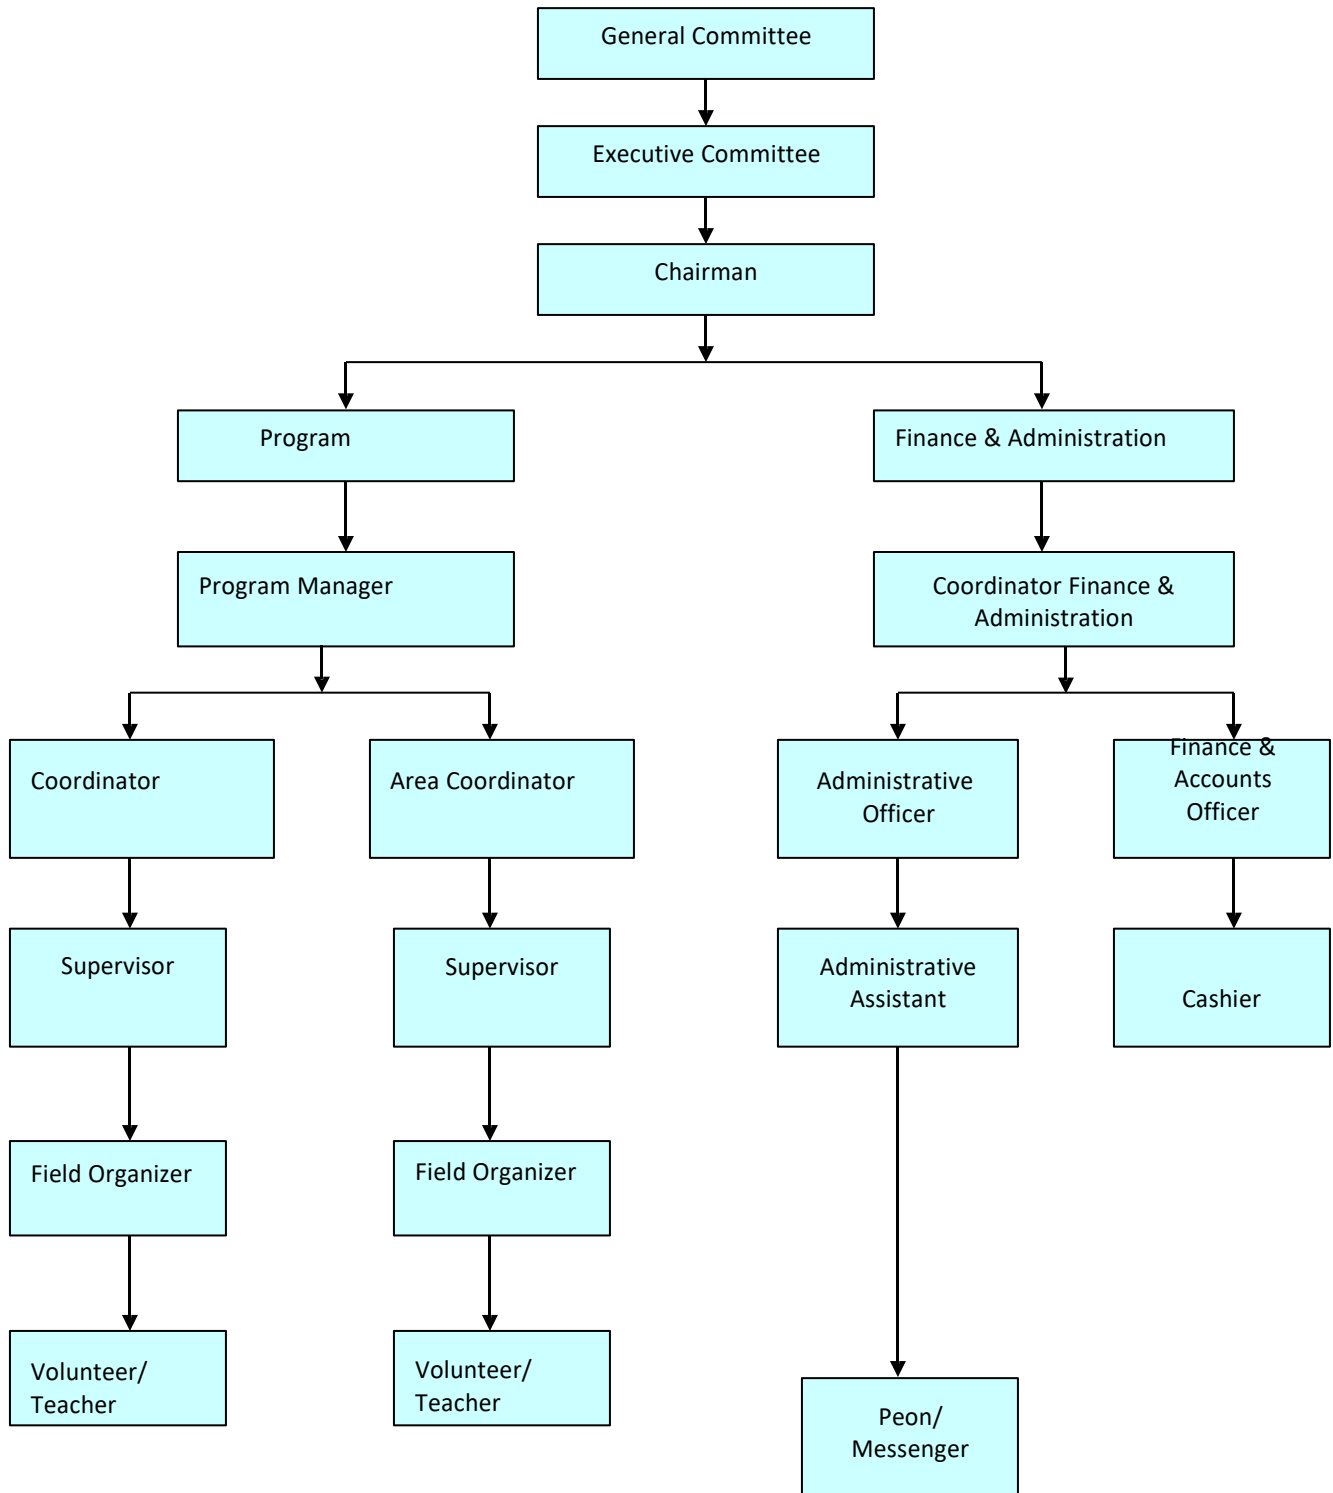 General Committee
Executive Committee
Chairman
Program
Finance & Administration
Program Manager
Coordinator Finance &
Administration
Coordinator
Area Coordinator
Administrative
Officer
Finance &
Accounts
Officer
Supervisor
Supervisor
Administrative
Assistant
Cashier
Field Organizer
Field Organizer
Volunteer/
Teacher
Volunteer/
Teacher
Peon/
Messenger